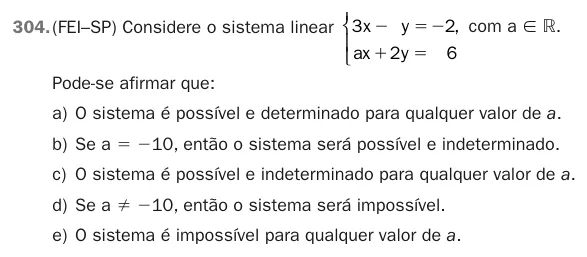 304. (FEI–SP) Considere o sistema linear { 3x – y = –2, com a ∈ ℝ.
ax + 2y = 6
Pode-se afirmar que:
a) O sistema é possível e determinado para qualquer valor de a.
b) Se a = –10, então o sistema será possível e indeterminado.
c) O sistema é possível e indeterminado para qualquer valor de a.
d) Se a ≠ –10, então o sistema será impossível.
e) O sistema é impossível para qualquer valor de a.